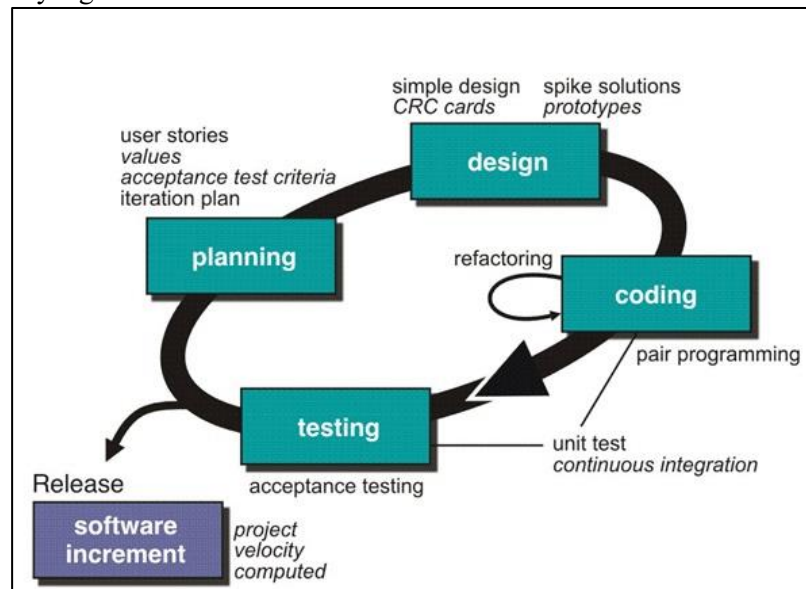 simple design
CRC cards
spike solutions
prototypes
user stories
values
acceptance test criteria
iteration plan
design
planning
refactoring
coding
pair programming
testing
unit test
continuous integration
acceptance testing
Release
software
increment
project
velocity
computed